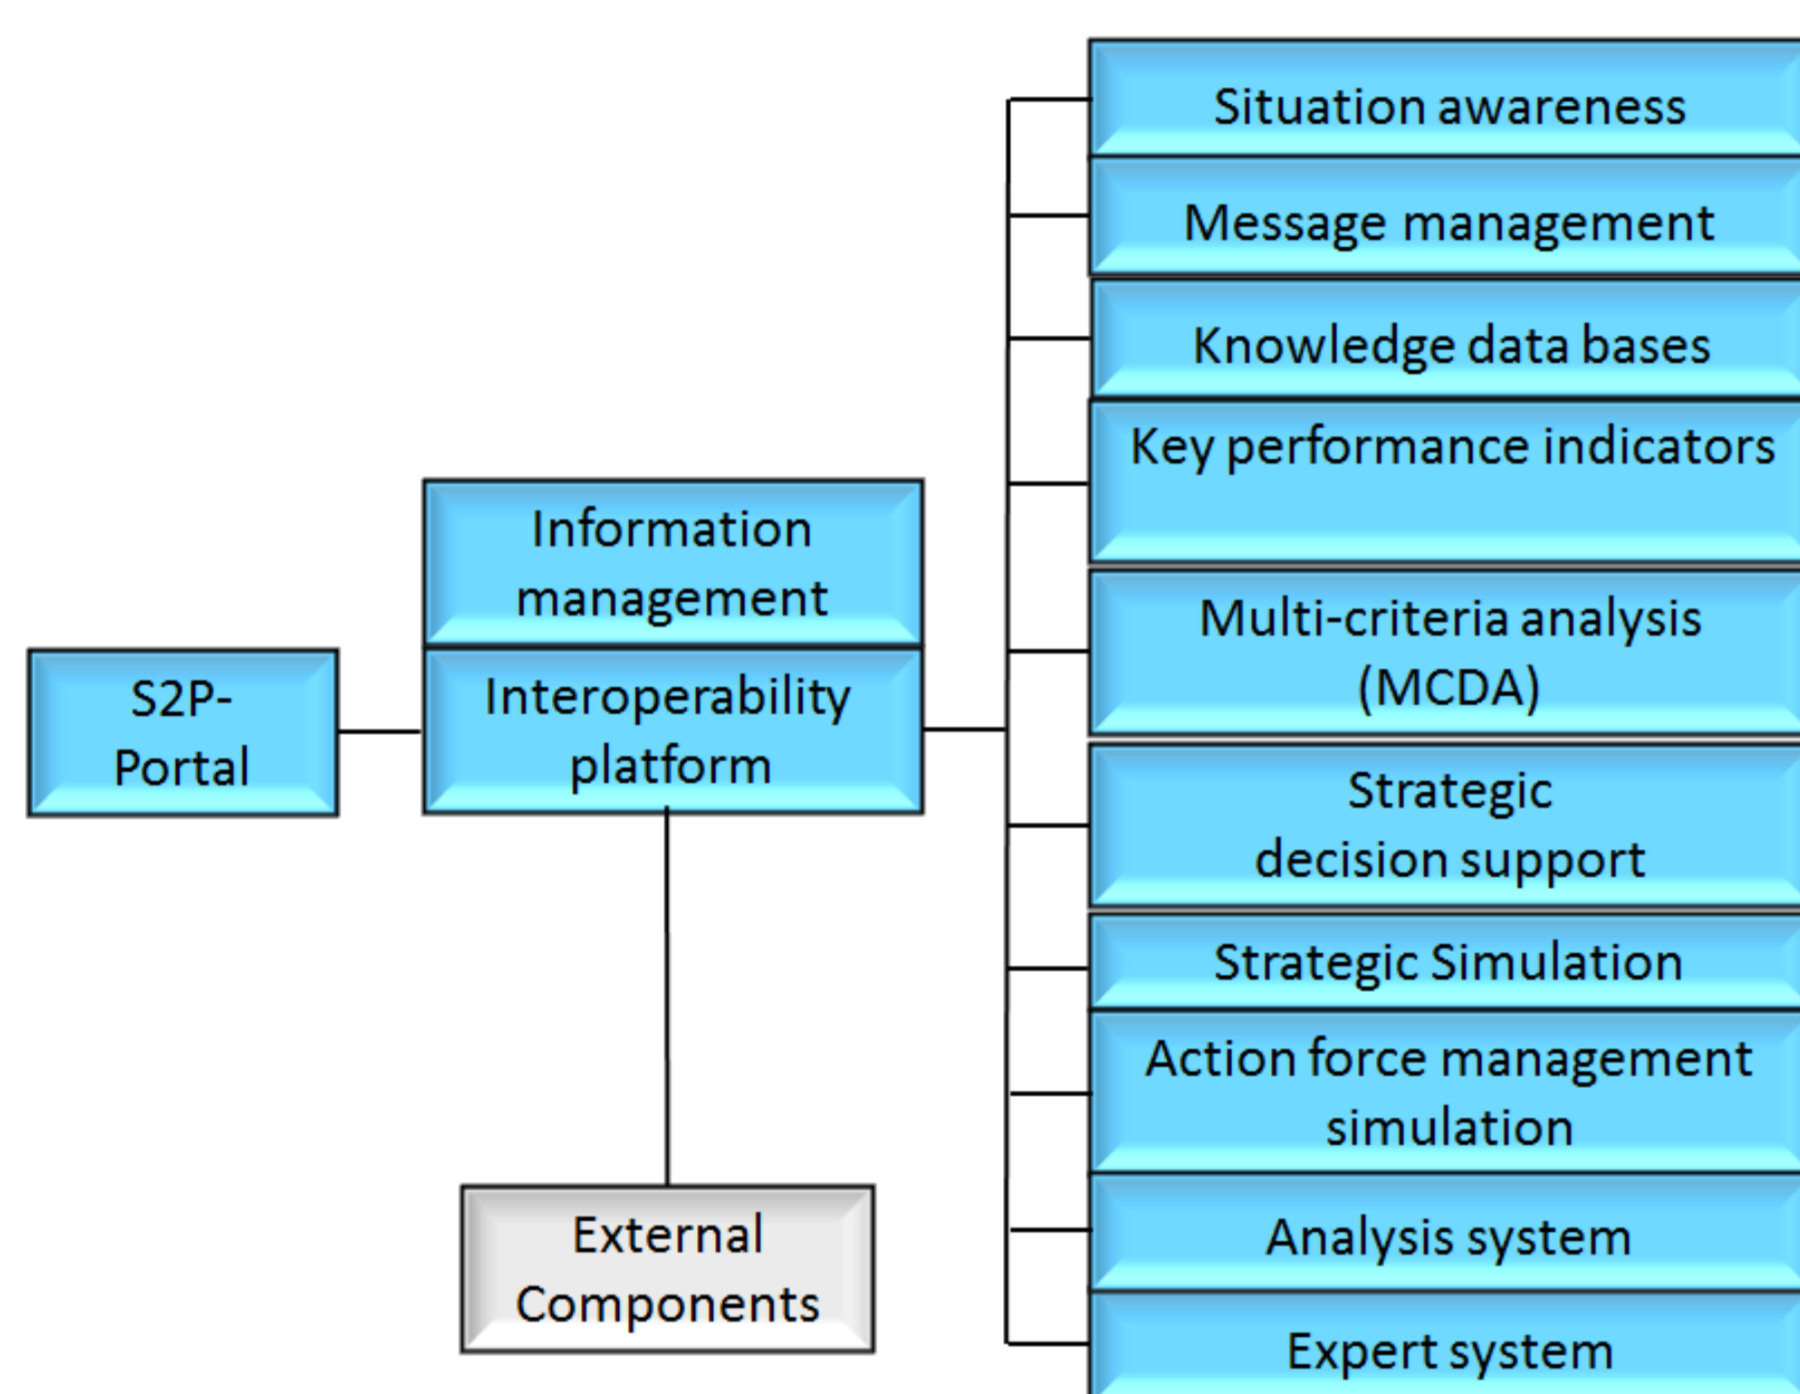 Situation awareness
Message management
Knowledge data bases
Key performance indicators
Information
management
Multi-criteria analysis
(MCDA)
S2P-
Portal
Interoperability
platform
Strategic
decision support
Strategic Simulation
Action force management
simulation
External
Components
Analysis system
Expert system